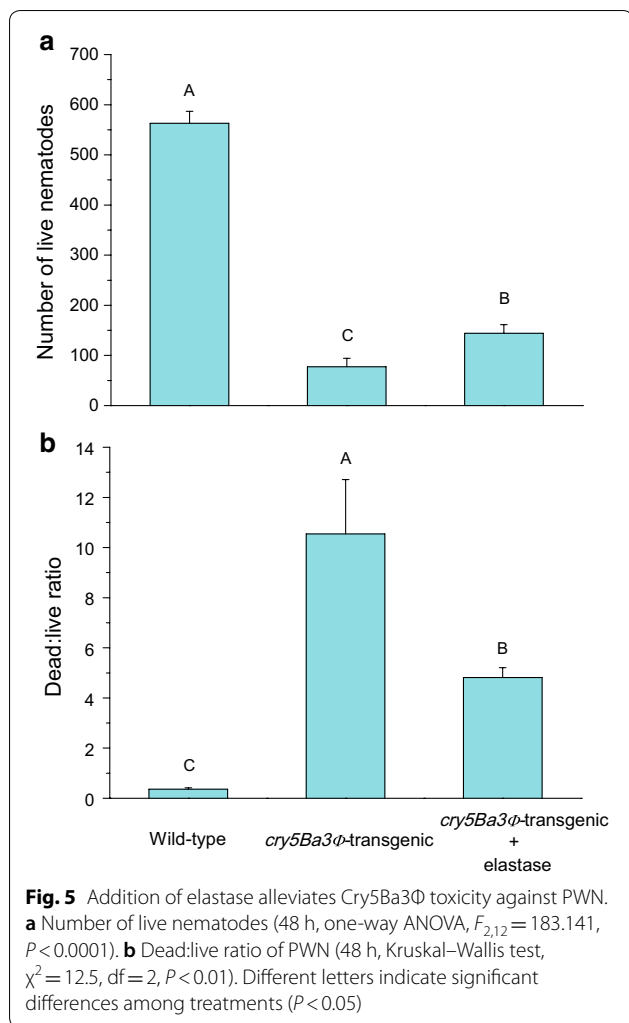 a
700
600
500
400
300
200
100
0
Number of live nematodes
A
C
B
b
14
12
10
8
6
4
2
0
Dead:live ratio
C
A
B
Wild-type
cry5Ba3Φ-transgenic
cry5Ba3Φ-transgenic
+
elastase
Fig. 5 Addition of elastase alleviates Cry5Ba3Φ toxicity against PWN.
a Number of live nematodes (48 h, one-way ANOVA, F2,12 = 183.141,
P < 0.0001). b Dead:live ratio of PWN (48 h, Kruskal–Wallis test,
χ² = 12.5, df = 2, P < 0.01). Different letters indicate significant
differences among treatments (P < 0.05)